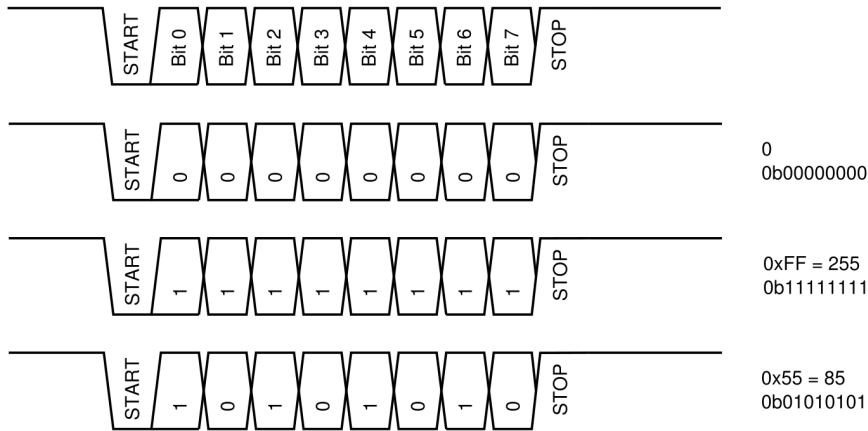 START Bit 0 Bit 1 Bit 2 Bit 3 Bit 4 Bit 5 Bit 6 Bit 7 STOP
START 0 0 0 0 0 0 0 0 STOP
0
0b00000000
START 1 1 1 1 1 1 1 1 STOP
0xFF = 255
0b11111111
START 1 0 1 0 1 0 1 0 STOP
0x55 = 85
0b01010101